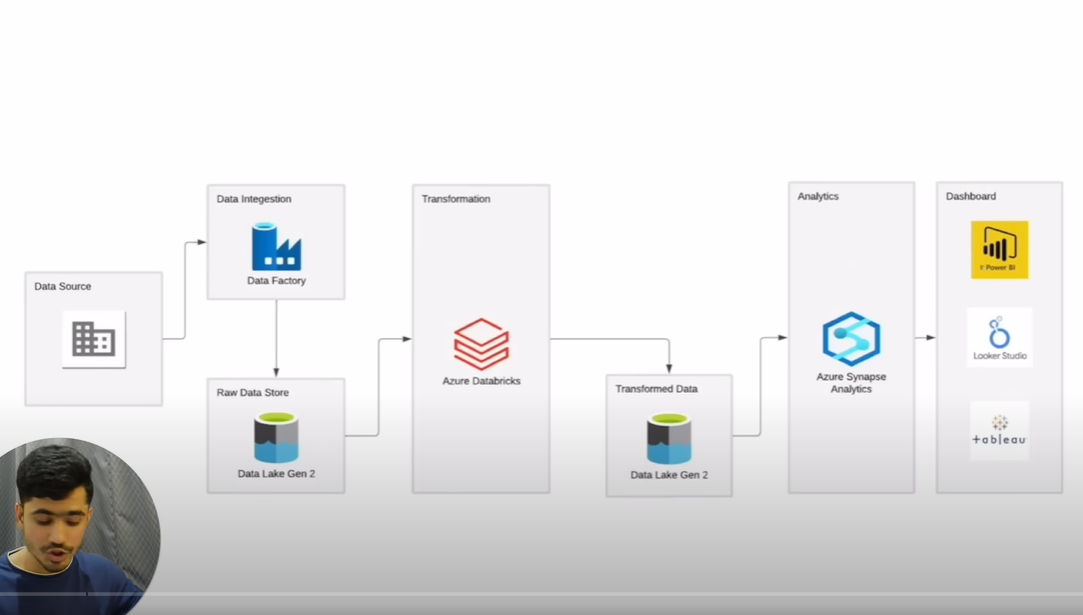 Data Source
Data Integestion
Data Factory
Raw Data Store
Data Lake Gen 2
Transformation
Azure Databricks
Transformed Data
Data Lake Gen 2
Analytics
Azure Synapse
Analytics
Dashboard
Power BI
Looker Studio
+ableau